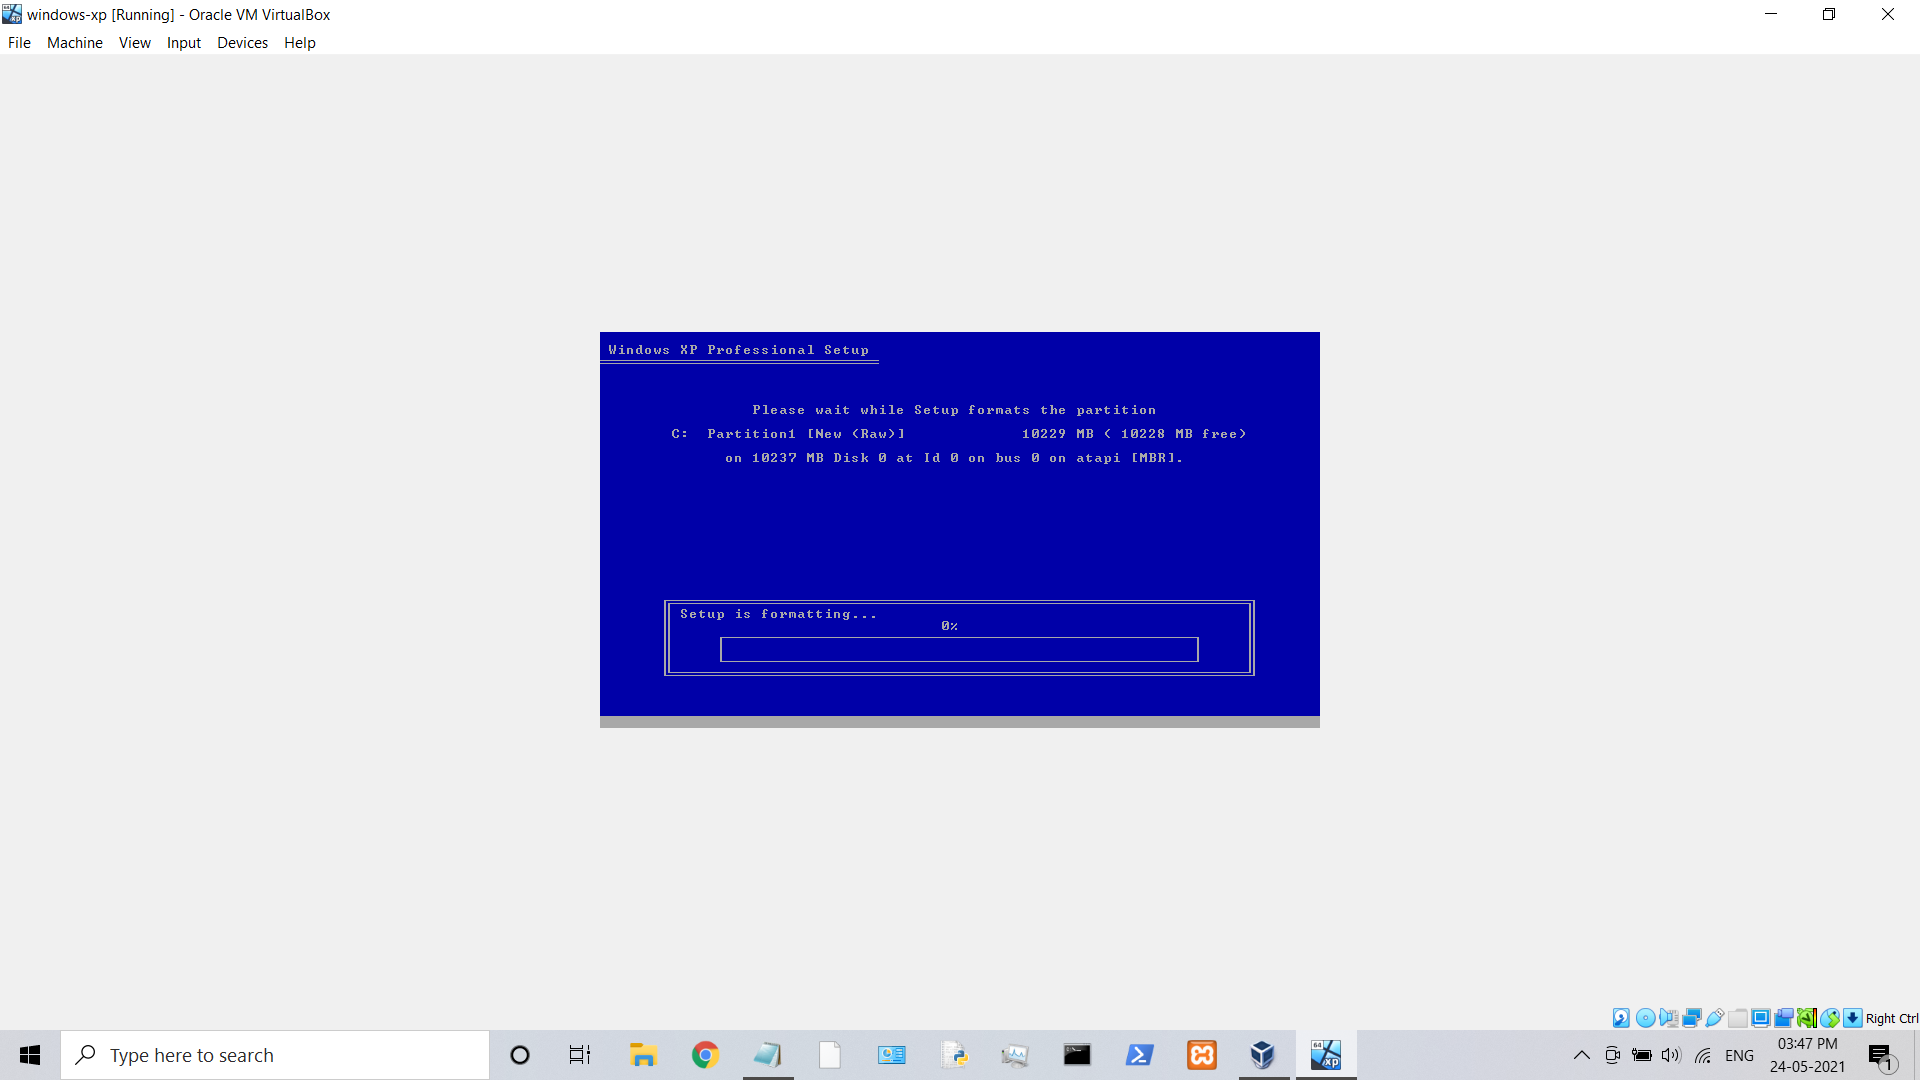 windows-xp [Running] - Oracle VM VirtualBox
File Machine View Input Devices Help
Windows XP Professional Setup
Please wait while Setup formats the partition
C: Partition1 [New (Raw)] 10229 MB ( 10228 MB free)
on 10237 MB Disk 0 at Id 0 on bus 0 on atapi [MBR].
Setup is formatting...
0%
Right Ctrl
Type here to search
64
XP
ENG
03:47 PM
24-05-2021
1